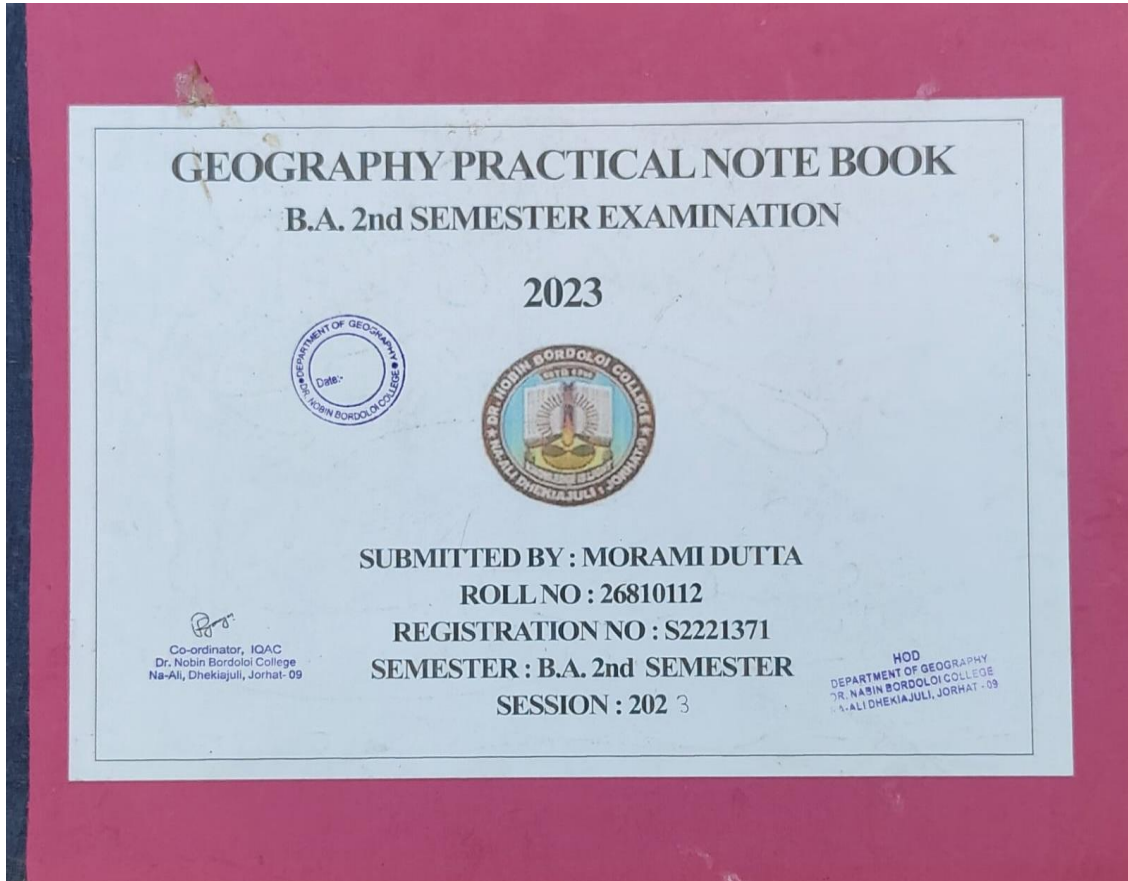 GEOGRAPHY PRACTICAL NOTE BOOK
B.A. 2nd SEMESTER EXAMINATION
2023
DEPARTMENT OF GEOGRAPHY
Date:-
DR. NOBIN BORDOLOI COLLEGE
DR. NOBIN BORDOLOI COLLEGE
NA-ALI DHEKIAJULI : JORHAT-9
SUBMITTED BY : MORAMI DUTTA
ROLL NO : 26810112
REGISTRATION NO : S2221371
SEMESTER : B.A. 2nd SEMESTER
SESSION : 2023
Co-ordinator, IQAC
Dr. Nobin Bordoloi College
Na-Ali, Dhekiajuli, Jorhat- 09
HOD
DEPARTMENT OF GEOGRAPHY
DR. NABIN BORDOLOI COLLEGE
-ALI DHEKIAJULI, JORHAT - 09